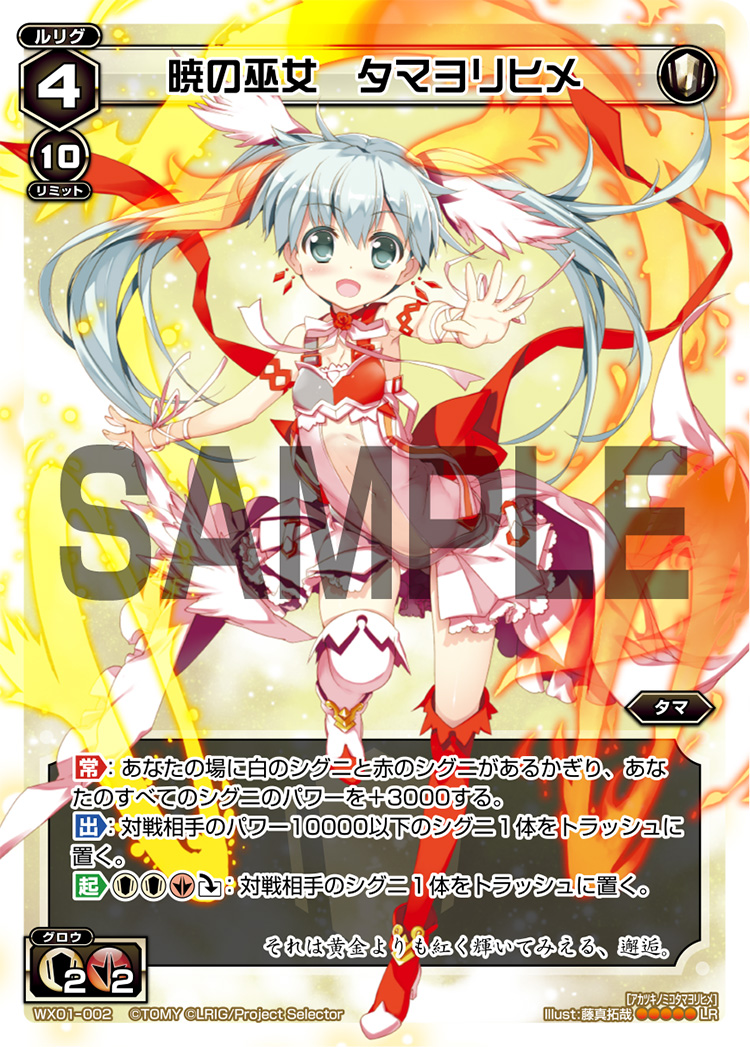 ルリグ
4
暁の巫女 タマヨリヒメ
10
リミット
SAMPLE
タマ
常：あなたの場に白のシグニと赤のシグニがあるかぎり、あな
たのすべてのシグニのパワーを＋3000する。
出：対戦相手のパワー10000以下のシグニ１体をトラッシュに
置く。
起：対戦相手のシグニ１体をトラッシュに置く。
それは黄金よりも紅く輝いてみえる、邂逅。
グロウ
2 2
[アカツキノミコタマヨリヒメ]
WX01-002 ©TOMY ©LRIG/Project Selector Illust:藤真拓哉 LR